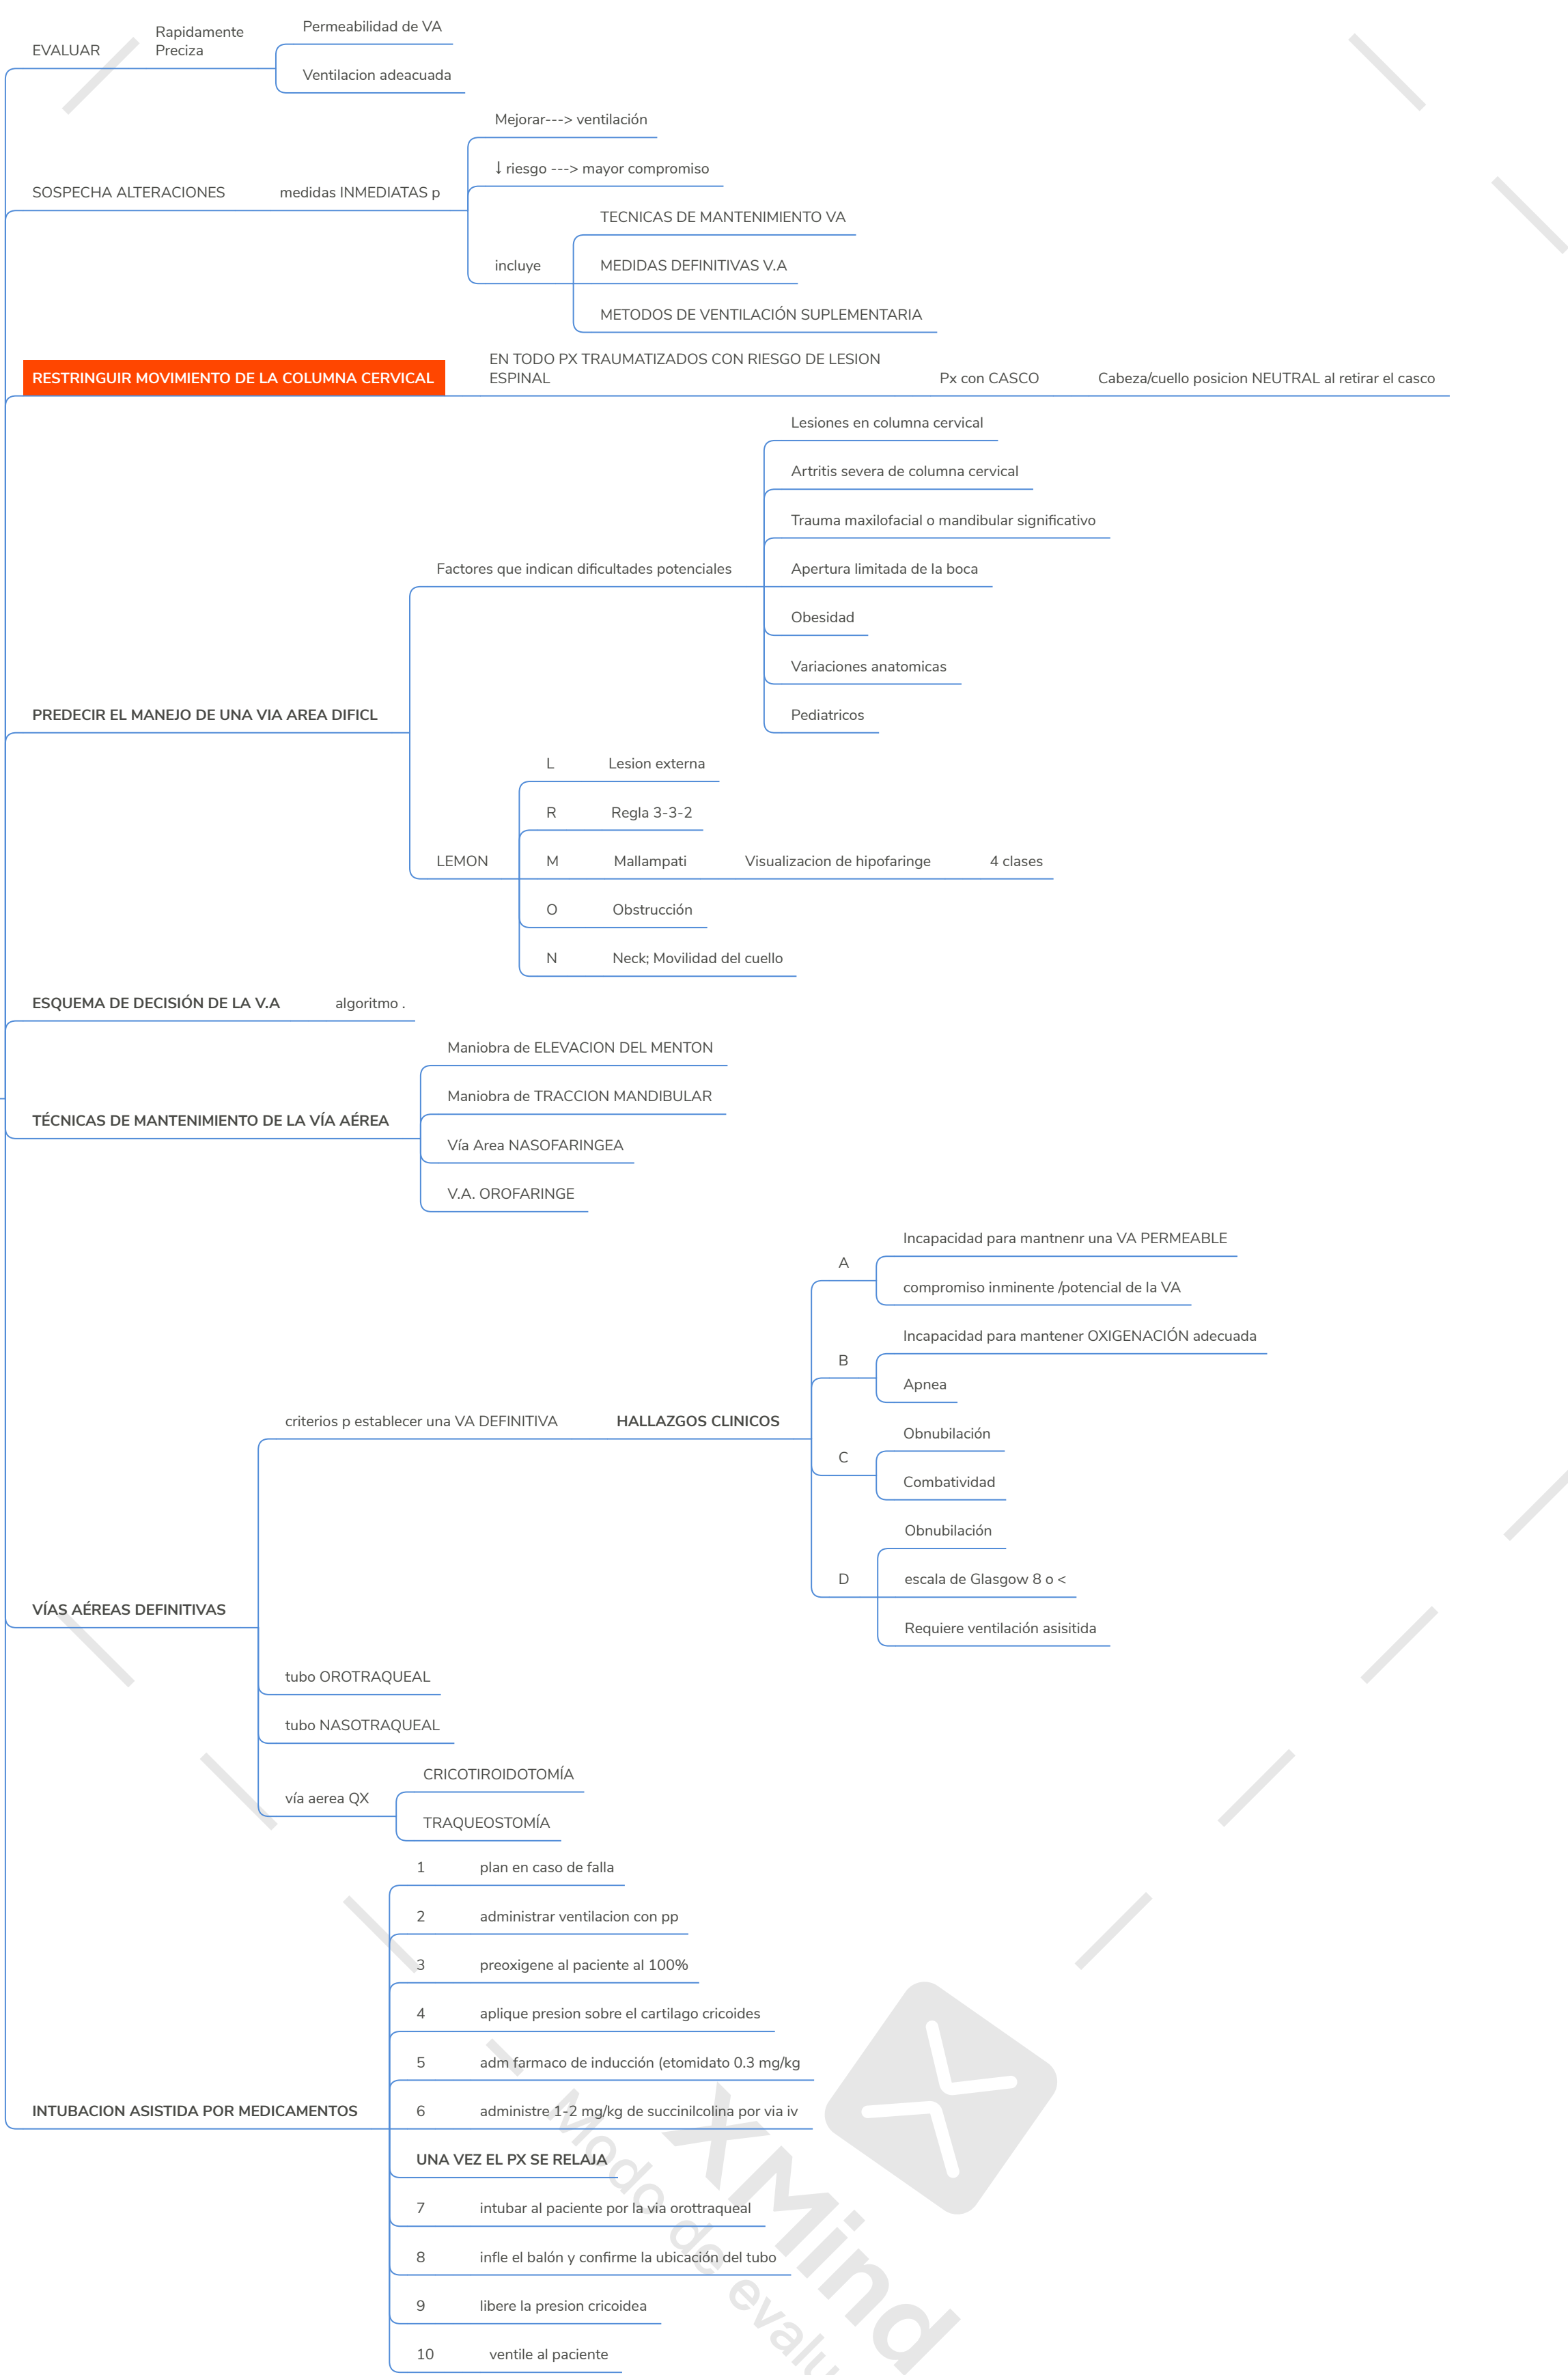 EVALUAR
Rapidamente
Preciza
Permeabilidad de VA
Ventilacion adeacuada
SOSPECHA ALTERACIONES
medidas INMEDIATAS p
Mejorar---> ventilación
↓ riesgo ---> mayor compromiso
incluye
TECNICAS DE MANTENIMIENTO VA
MEDIDAS DEFINITIVAS V.A
METODOS DE VENTILACIÓN SUPLEMENTARIA
RESTRINGUIR MOVIMIENTO DE LA COLUMNA CERVICAL
EN TODO PX TRAUMATIZADOS CON RIESGO DE LESION
ESPINAL
Px con CASCO
Cabeza/cuello posicion NEUTRAL al retirar el casco
PREDECIR EL MANEJO DE UNA VIA AREA DIFICL
Factores que indican dificultades potenciales
Lesiones en columna cervical
Artritis severa de columna cervical
Trauma maxilofacial o mandibular significativo
Apertura limitada de la boca
Obesidad
Variaciones anatomicas
Pediatricos
LEMON
L Lesion externa
R Regla 3-3-2
M Mallampati Visualizacion de hipofaringe 4 clases
O Obstrucción
N Neck; Movilidad del cuello
ESQUEMA DE DECISIÓN DE LA V.A algoritmo .
TÉCNICAS DE MANTENIMIENTO DE LA VÍA AÉREA
Maniobra de ELEVACION DEL MENTON
Maniobra de TRACCION MANDIBULAR
Vía Area NASOFARINGEA
V.A. OROFARINGE
VÍAS AÉREAS DEFINITIVAS
criterios p establecer una VA DEFINITIVA
HALLAZGOS CLINICOS
A
Incapacidad para mantnenr una VA PERMEABLE
compromiso inminente /potencial de la VA
B
Incapacidad para mantener OXIGENACIÓN adecuada
Apnea
C
Obnubilación
Combatividad
D
Obnubilación
escala de Glasgow 8 o <
Requiere ventilación asisitida
tubo OROTRAQUEAL
tubo NASOTRAQUEAL
vía aerea QX
CRICOTIROIDOTOMÍA
TRAQUEOSTOMÍA
INTUBACION ASISTIDA POR MEDICAMENTOS
1 plan en caso de falla
2 administrar ventilacion con pp
3 preoxigene al paciente al 100%
4 aplique presion sobre el cartilago cricoides
5 adm farmaco de inducción (etomidato 0.3 mg/kg
6 administre 1-2 mg/kg de succinilcolina por via iv
UNA VEZ EL PX SE RELAJA
7 intubar al paciente por la via orottraqueal
8 infle el balón y confirme la ubicación del tubo
9 libere la presion cricoidea
10 ventile al paciente
XMind
Modo de evalu